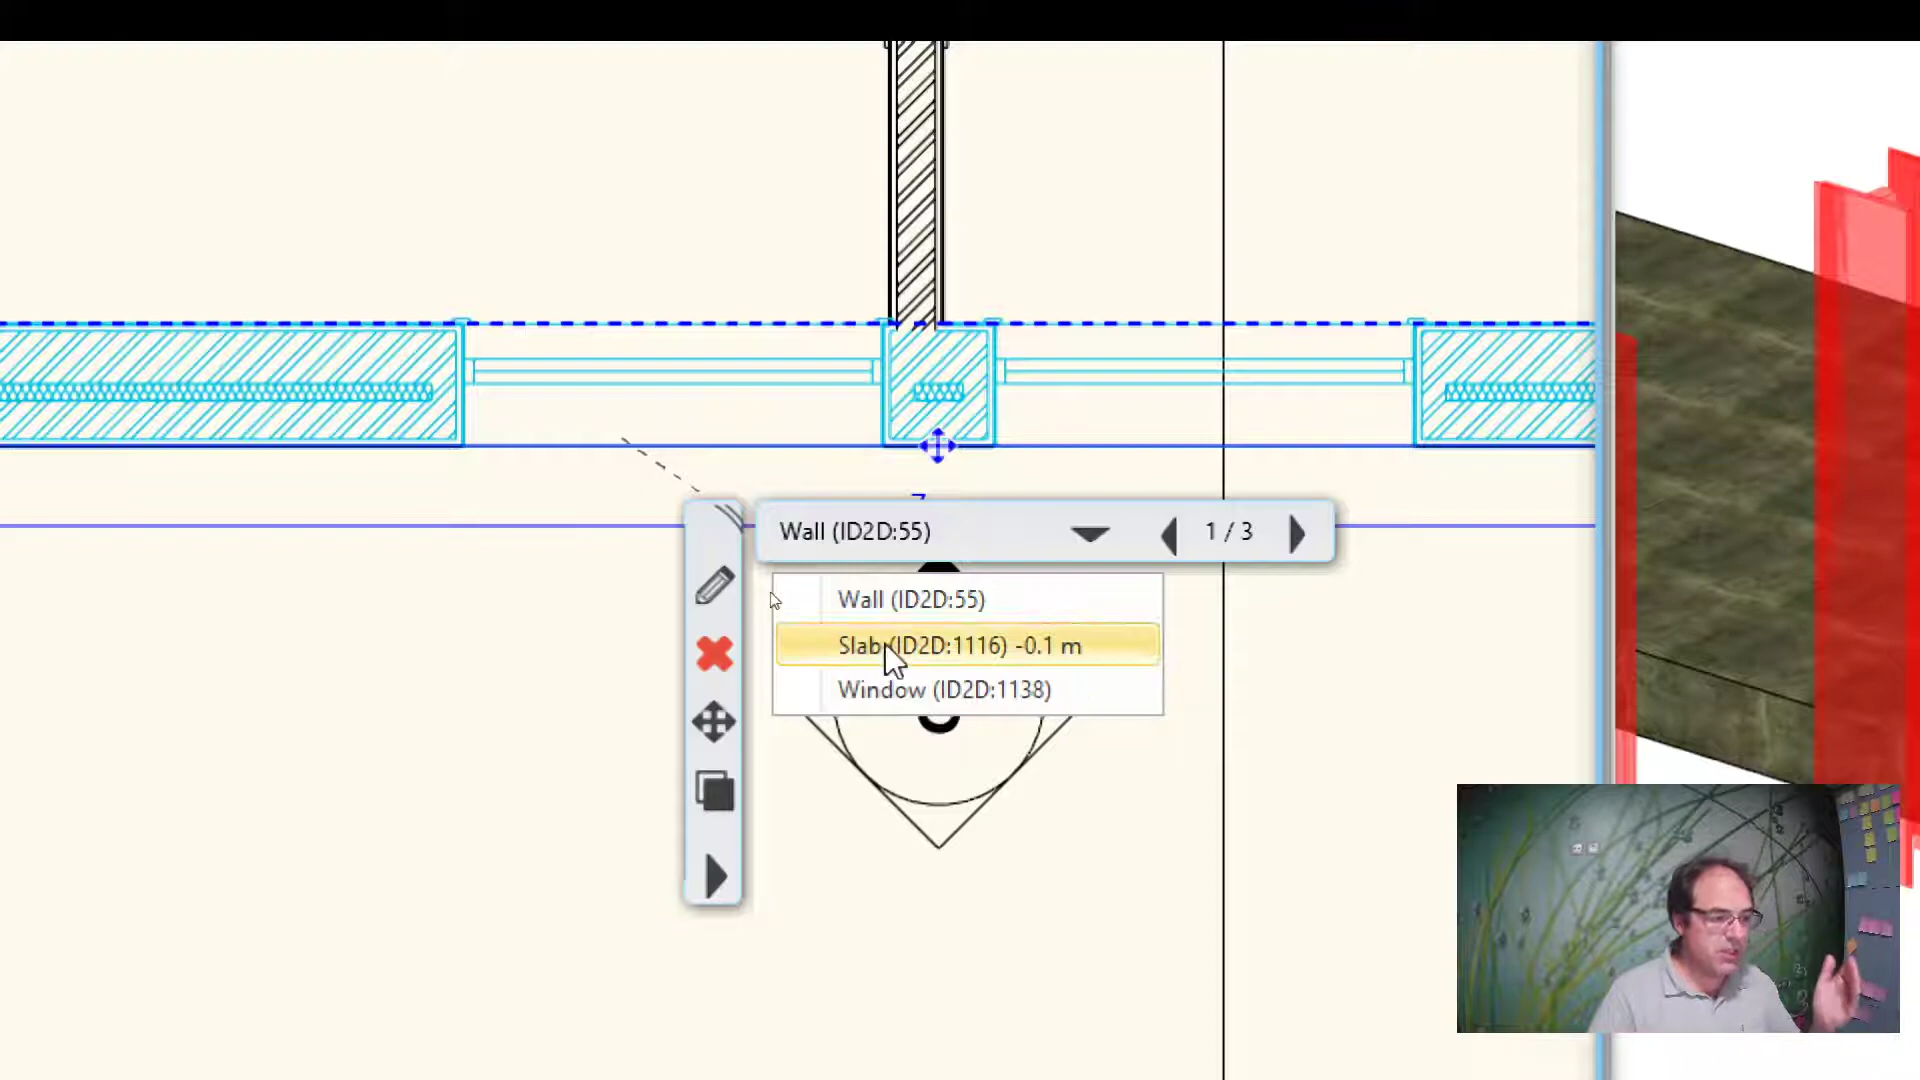 Wall (ID2D:55)
1 / 3
Wall (ID2D:55)
Slab (ID2D:1116) -0.1 m
Window (ID2D:1138)